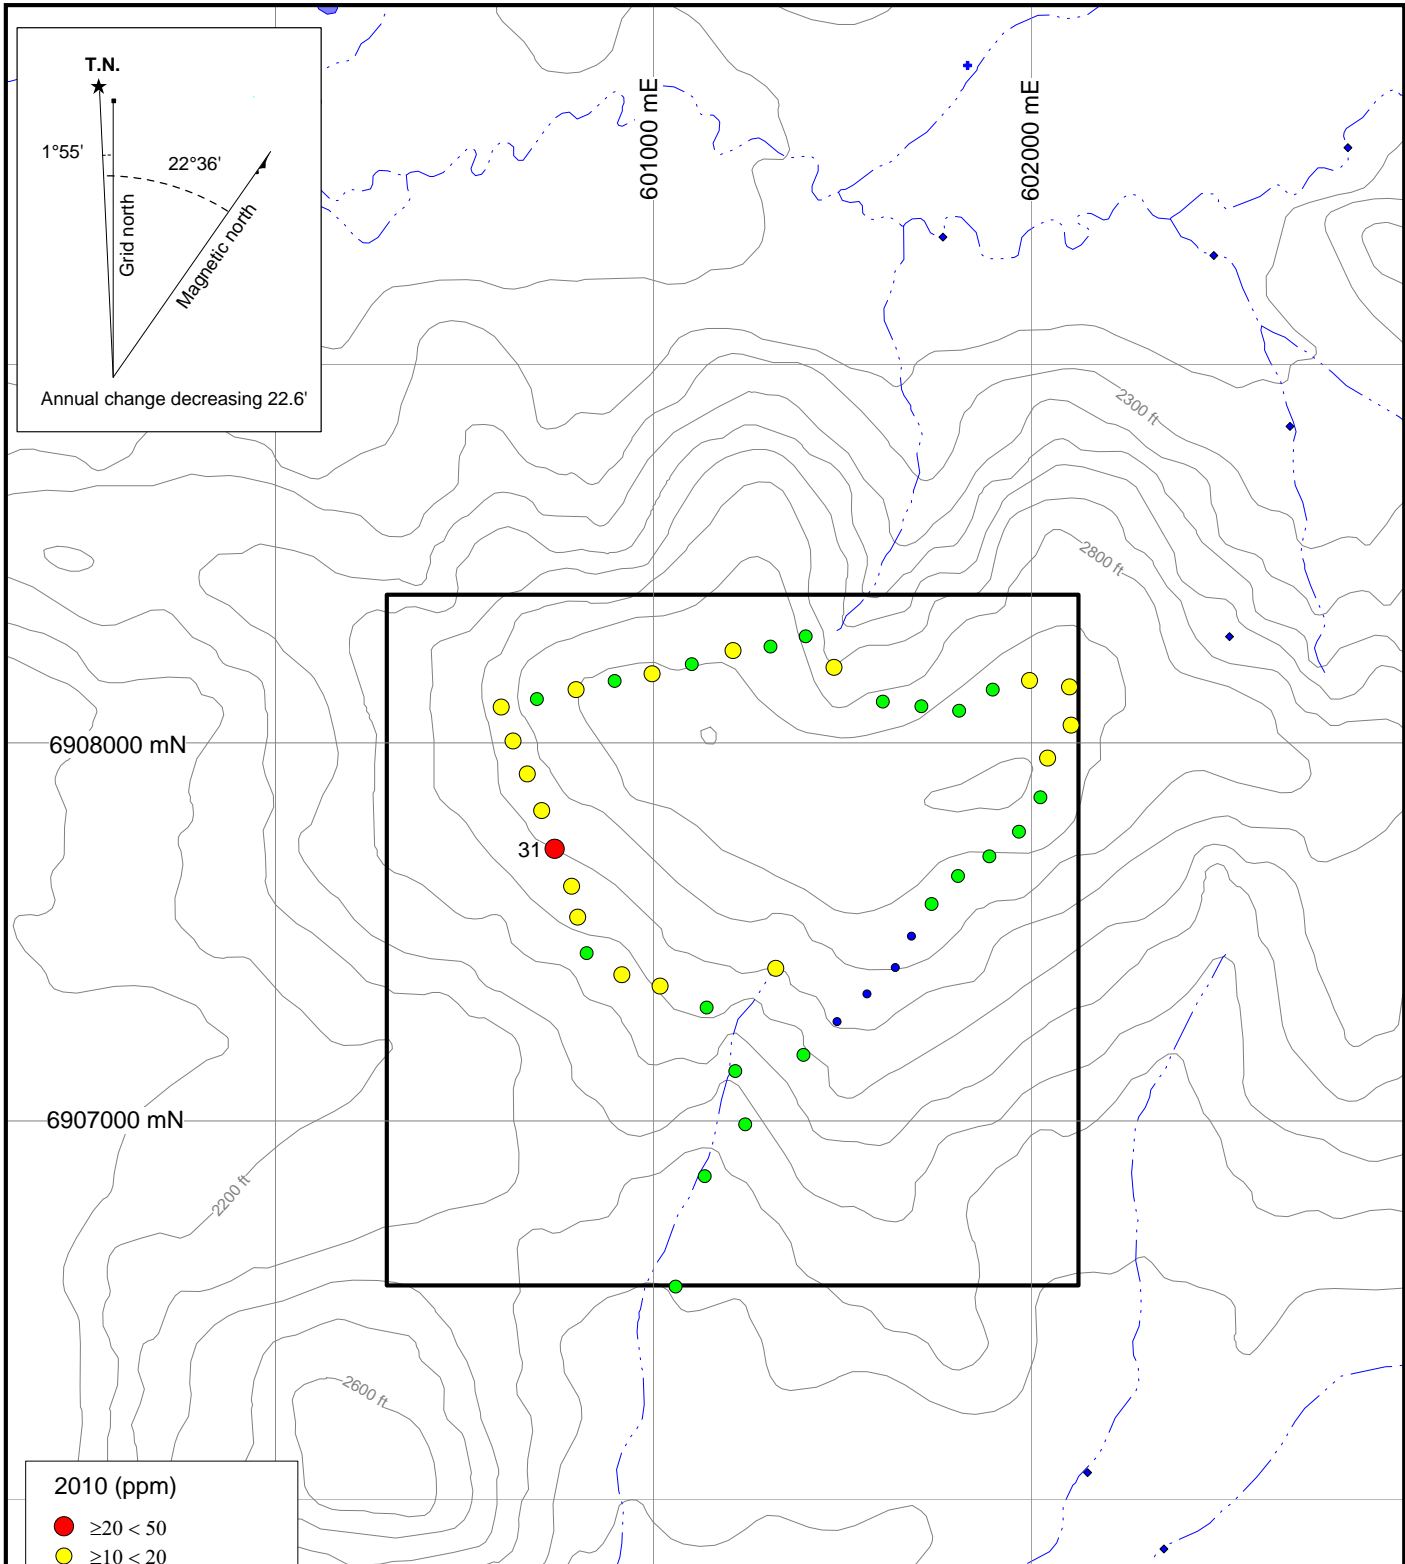 T.N.
1°55'
22°36'
Grid north
Magnetic north
Annual change decreasing 22.6'
601000 mE
602000 mE
2300 ft
2800 ft
6908000 mN
31
6907000 mN
2200 ft
2600 ft
2010 (ppm)
≥20 < 50
≥10 < 20